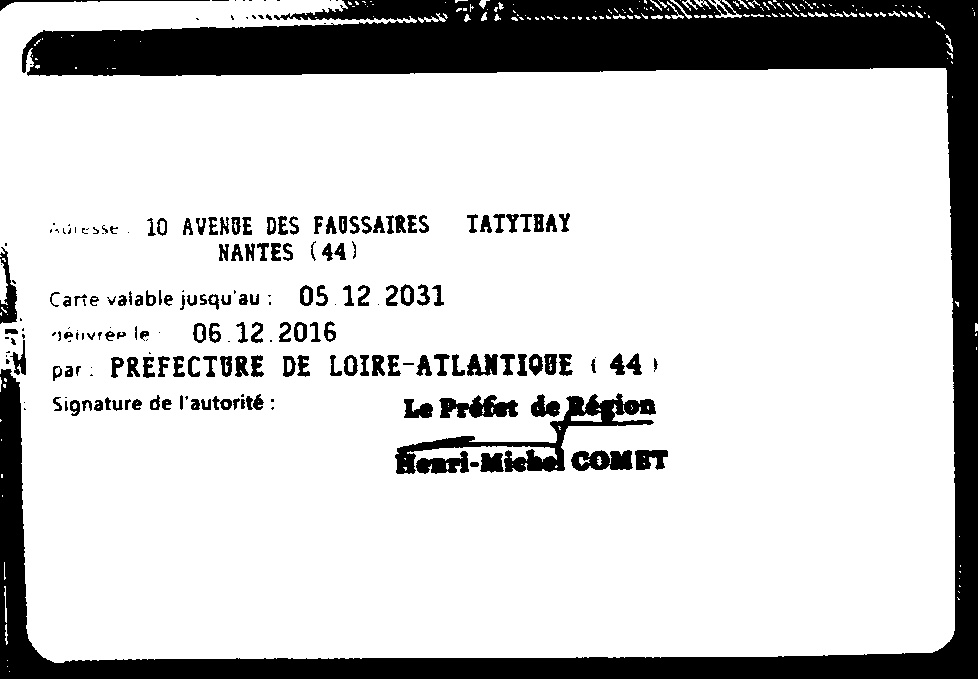 Adresse : 10 AVENUE DES FAUSSAIRES TATYTHAY
NANTES (44)
Carte valable jusqu'au : 05.12.2031
délivrée le : 06.12.2016
par : PRÉFECTURE DE LOIRE-ATLANTIQUE (44)
Signature de l'autorité :
Le Préfet de Région
Henri-Michel COMET